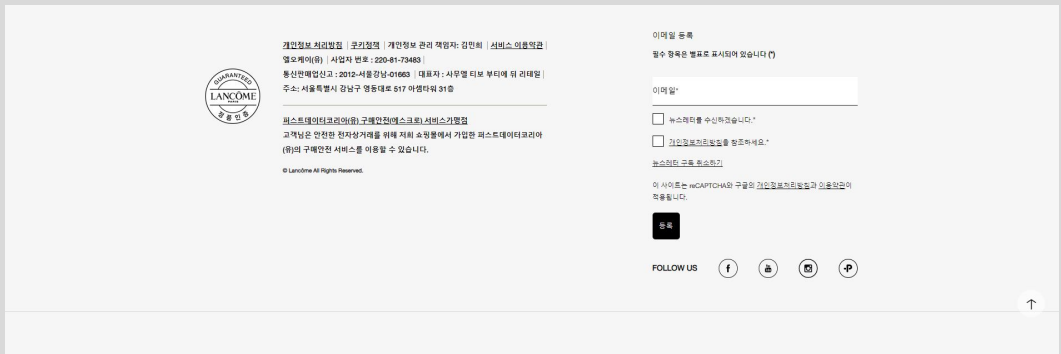 개인정보 처리방침 | 쿠키정책 | 개인정보 관리 책임자: 김민희 | 서비스 이용약관 |
엘오케이(유) | 사업자 번호 : 220-81-73483 |
통신판매업신고 : 2012-서울강남-01663 | 대표자 : 사무엘 티보 부티에 뒤 리테일 |
주소: 서울특별시 강남구 영동대로 517 아셈타워 31층
GUARANTEED
LANCÔME
PARIS
정품인증
퍼스트데이터코리아(유) 구매안전(에스크로) 서비스가맹점
고객님은 안전한 전자상거래를 위해 저희 쇼핑몰에서 가입한 퍼스트데이터코리아
(유)의 구매안전 서비스를 이용할 수 있습니다.
© Lancôme All Rights Reserved.
이메일 등록
필수 항목은 별표로 표시되어 있습니다 (*)
이메일*
뉴스레터를 수신하겠습니다.*
개인정보처리방침을 참조하세요.*
뉴스레터 구독 취소하기
이 사이트는 reCAPTCHA와 구글의 개인정보처리방침과 이용약관이
적용됩니다.
등록
FOLLOW US